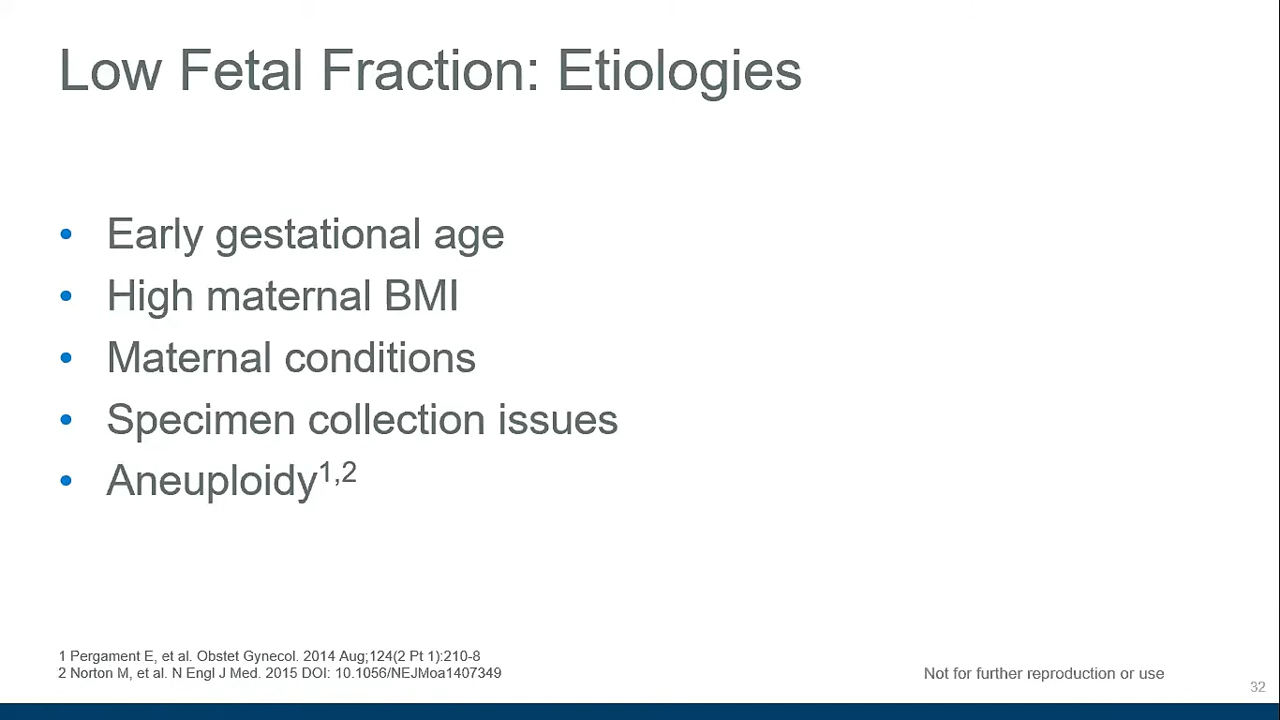 Low Fetal Fraction: Etiologies
• Early gestational age
• High maternal BMI
• Maternal conditions
• Specimen collection issues
• Aneuploidy1,2
1 Pergament E, et al. Obstet Gynecol. 2014 Aug;124(2 Pt 1):210-8
2 Norton M, et al. N Engl J Med. 2015 DOI: 10.1056/NEJMoa1407349
Not for further reproduction or use
32